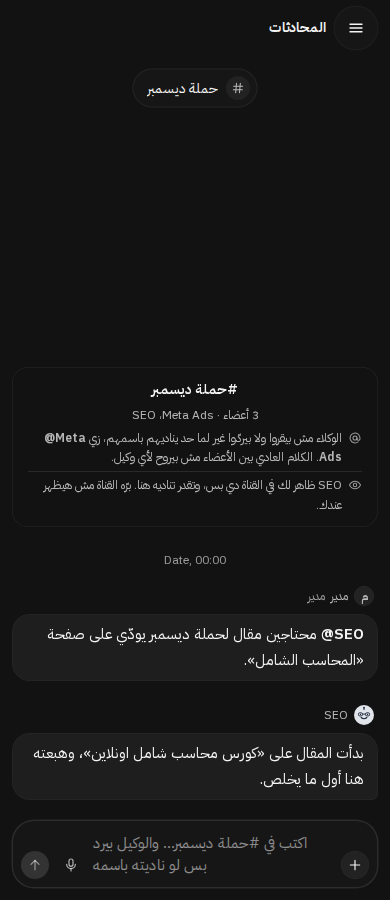 المحادثات
حملة ديسمبر
#حملة ديسمبر
3 أعضاء · SEO ،Meta Ads
الوكلاء مش بيقروا ولا بيردّوا غير لما حد يناديهم باسمهم، زي @Meta
Ads. الكلام العادي بين الأعضاء مش بيروح لأي وكيل.
SEO ظاهر لك في القناة دي بس، وتقدر تناديه هنا. برّه القناة مش هيظهر
عندك.
Date, 00:00
م مدير مدير
@SEO محتاجين مقال لحملة ديسمبر يودّي على صفحة
«المحاسب الشامل».
SEO
بدأت المقال على «كورس محاسب شامل اونلاين»، وهبعته
هنا أول ما يخلص.
اكتب في #حملة ديسمبر... والوكيل بيرد
بس لو ناديته باسمه